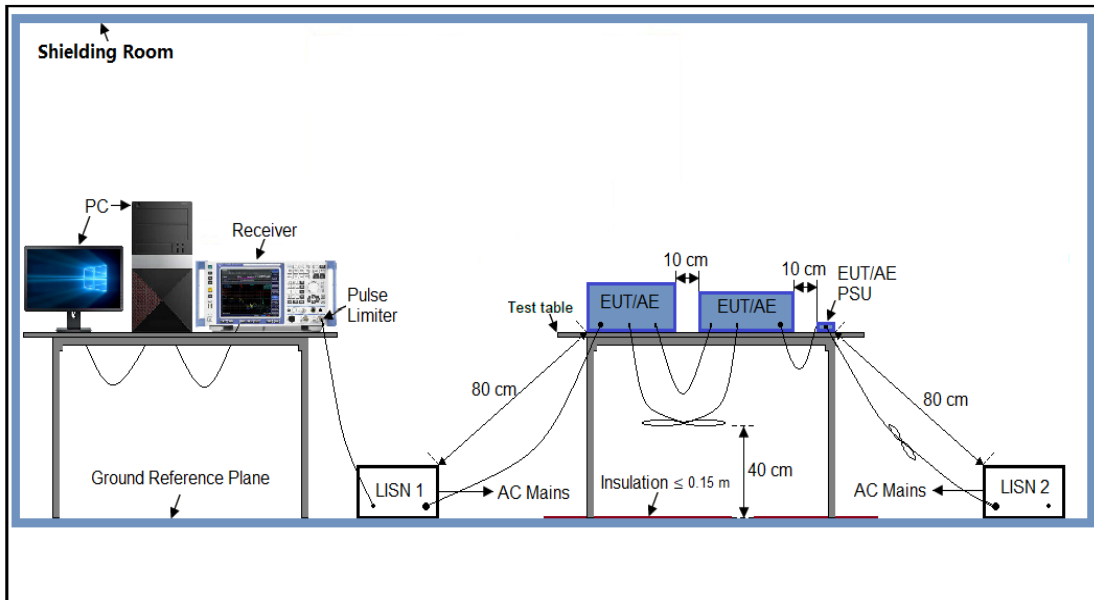 Shielding Room
PC
Receiver
Pulse
Limiter
10 cm
10 cm
EUT/AE
PSU
EUT/AE
EUT/AE
Test table
80 cm
80 cm
40 cm
Ground Reference Plane
LISN 1
AC Mains
Insulation ≤ 0.15 m
AC Mains
LISN 2